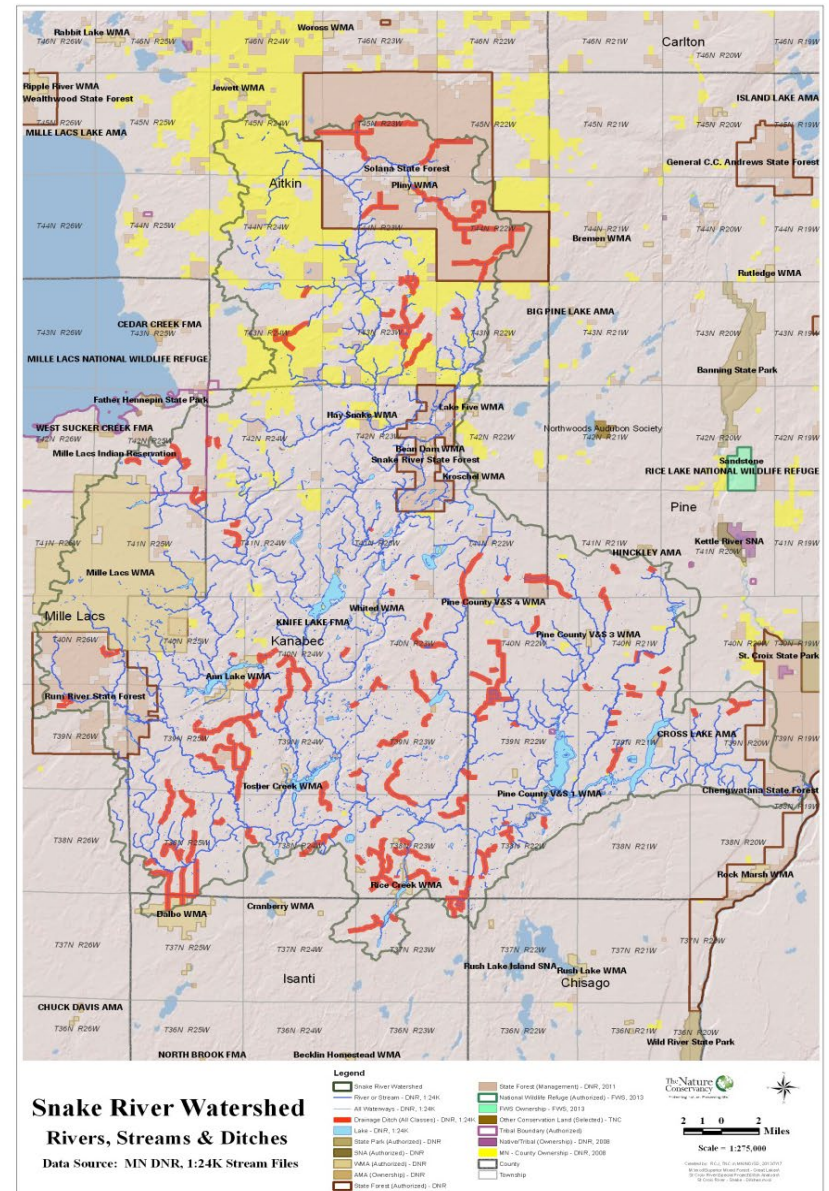 Rabbit Lake WMA
Woross WMA
T46N R26W
T46N R25W
T46N R24W
T46N R23W
T46N R22W
T46N R21W
Carlton
T46N R20W
T46N R19W
Ripple River WMA
Wealthwood State Forest
Jewett WMA
ISLAND LAKE AMA
MILLE LACS LAKE AMA
T45N R25W
T45N R24W
T45N R23W
T45N R22W
T45N R21W
T45N R20W
T45N R19W
Solana State Forest
General C.C. Andrews State Forest
Aitkin
Pliny WMA
T44N R26W
T44N R25W
T44N R24W
T44N R23W
T44N R22W
T44N R21W
T44N R20W
T44N R19W
Bremen WMA
Rutledge WMA
BIG PINE LAKE AMA
CEDAR CREEK FMA
T43N R26W
T43N R25W
T43N R24W
T43N R23W
T43N R22W
T43N R21W
T43N R20W
T43N R19W
MILLE LACS NATIONAL WILDLIFE REFUGE
Banning State Park
Father Hennepin State Park
Hay Snake WMA
Lake Five WMA
WEST SUCKER CREEK FMA
Northwoods Audubon Society
T42N R26W
T42N R25W
T42N R24W
T42N R23W
T42N R22W
T42N R21W
T42N R20W
T42N R19W
Mille Lacs Indian Reservation
Bean Dam WMA
Snake River State Forest
Sandstone
RICE LAKE NATIONAL WILDLIFE REFUGE
Kroschel WMA
Pine
T41N R26W
T41N R25W
T41N R24W
T41N R22W
T41N R21W
Kettle River SNA
HINCKLEY AMA
T41N R20W
T41N R19W
Mille Lacs WMA
Mille Lacs
KNIFE LAKE FMA
Whited WMA
Pine County V&S 4 WMA
Pine County V&S 3 WMA
T40N R26W
T40N R25W
Kanabec
T40N R24W
T40N R22W
T40N R21W
T40N R20W
T40N R19W
St. Croix State Park
Ann Lake WMA
Rum River State Forest
T39N R26W
T39N R25W
T39N R24W
T39N R23W
T39N R22W
T39N R21W
CROSS LAKE AMA
T39N R20W
Tosher Creek WMA
Pine County V&S 1 WMA
Chengwatana State Forest
T38N R26W
T38N R25W
T38N R24W
T38N R23W
T38N R22W
T38N R21W
T38N R20W
Rock Marsh WMA
Rice Creek WMA
Dalbo WMA
Cranberry WMA
T37N R26W
T37N R25W
T37N R24W
T37N R23W
T37N R22W
T37N R21W
Rush Lake Island SNA
Rush Lake WMA
Isanti
Chisago
CHUCK DAVIS AMA
T36N R26W
T36N R25W
T36N R24W
T36N R23W
T36N R22W
T36N R21W
T36N R20W
Wild River State Park
NORTH BROOK FMA
Becklin Homestead WMA
Snake River Watershed
Rivers, Streams & Ditches
Data Source: MN DNR, 1:24K Stream Files
Legend
Snake River Watershed
River or Stream - DNR, 1:24K
All Waterways - DNR, 1:24K
Drainage Ditch (All Classes) - DNR, 1:24K
Lake - DNR, 1:24K
State Park (Authorized) - DNR
SNA (Authorized) - DNR
WMA (Authorized) - DNR
AMA (Ownership) - DNR
State Forest (Authorized) - DNR
State Forest (Management) - DNR, 2011
National Wildlife Refuge (Authorized) - FWS, 2013
FWS Ownership - FWS, 2013
Other Conservation Land (Selected) - TNC
Tribal Boundary (Authorized)
Native/Tribal (Ownership) - DNR, 2008
MN - County Ownership - DNR, 2008
County
Township
The Nature
Conservancy
2 1 0 2
Miles
Scale = 1:275,000